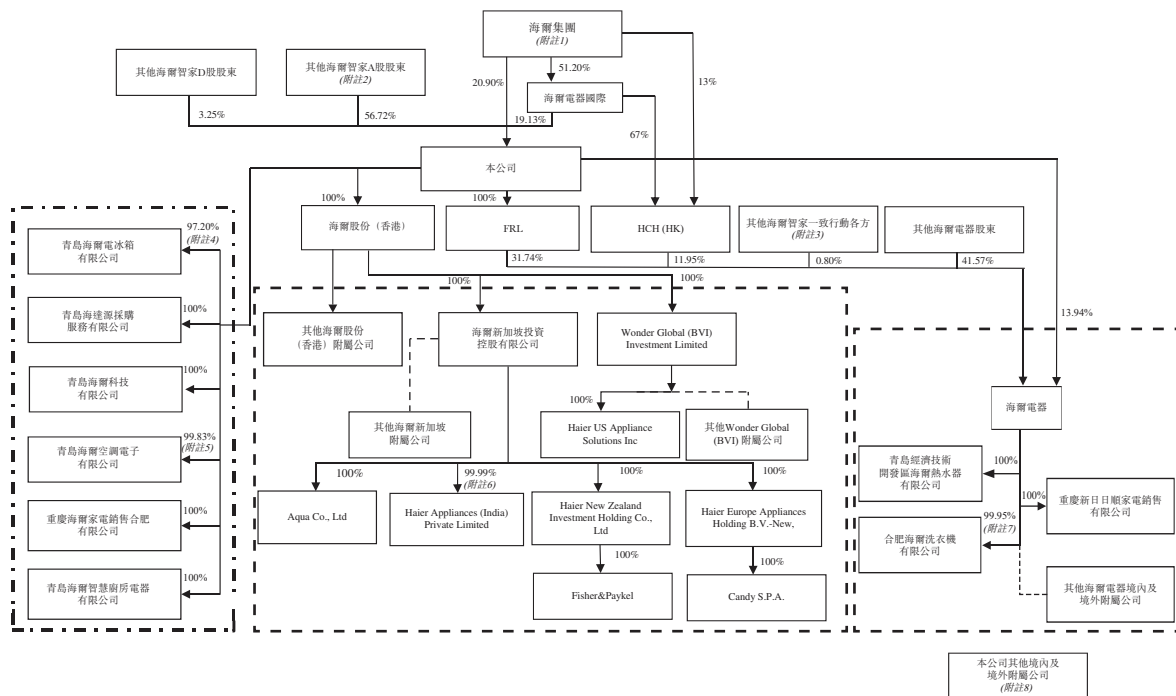 海爾集團
(附註1)
其他海爾智家D股股東
其他海爾智家A股股東
(附註2)
20.90%
51.20%
13%
海爾電器國際
3.25%
56.72%
19.13%
67%
本公司
100%
100%
海爾股份（香港）
FRL
HCH (HK)
其他海爾智家一致行動各方
(附註3)
其他海爾電器股東
31.74%
11.95%
0.80%
41.57%
100%
100%
13.94%
97.20%
(附註4)
青島海爾電冰箱
有限公司
100%
青島海達源採購
服務有限公司
100%
青島海爾科技
有限公司
99.83%
(附註5)
青島海爾空調電子
有限公司
100%
重慶海爾家電銷售合肥
有限公司
100%
青島海爾智慧廚房電器
有限公司
其他海爾股份
(香港) 附屬公司
海爾新加坡投資
控股有限公司
Wonder Global (BVI)
Investment Limited
100%
其他海爾新加坡
附屬公司
Haier US Appliance
Solutions Inc
其他Wonder Global
(BVI) 附屬公司
100%
99.99%
(附註6)
100%
100%
Aqua Co., Ltd
Haier Appliances (India)
Private Limited
Haier New Zealand
Investment Holding Co.,
Ltd
Haier Europe Appliances
Holding B.V.-New,
100%
100%
Fisher&Paykel
Candy S.P.A.
海爾電器
100%
青島經濟技術
開發區海爾熱水器
有限公司
100%
重慶新日日順家電銷售
有限公司
99.95%
(附註7)
合肥海爾洗衣機
有限公司
其他海爾電器境內及
境外附屬公司
本公司其他境內及
境外附屬公司
(附註8)